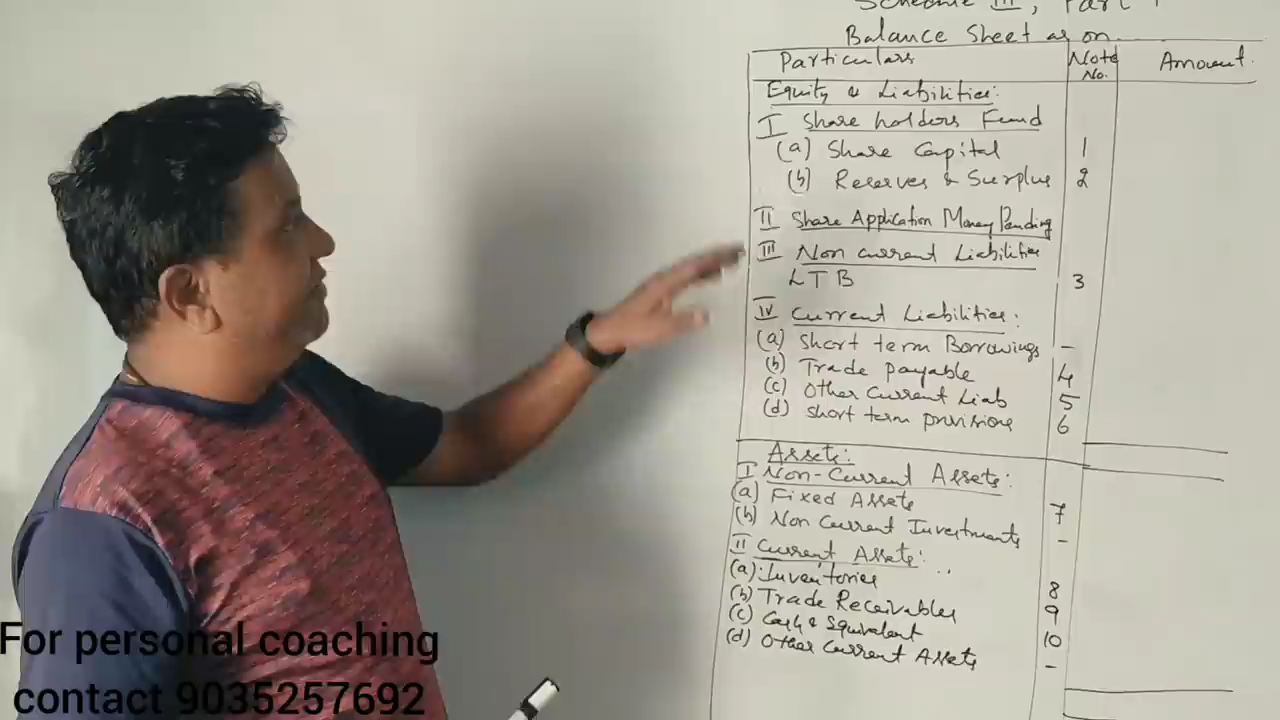 Schedule III, Part
Balance Sheet as on
Particulars Note No. Amount
Equity & Liabilities:
I Share holders Fund
(a) Share Capital 1
(b) Reserves & Surplus 2
II Share Application Money Pending
III Non current Liabilities
LTB 3
IV Current Liabilities:
(a) Short term Borrowings -
(b) Trade payable 4
(c) Other Current Liab 5
(d) Short term provisions 6
Assets:
I Non-Current Assets:
(a) Fixed Assets 7
(b) Non Current Investments -
II Current Assets:
(a) Inventories 8
(b) Trade Receivables 9
(c) Cash & Equivalent 10
(d) Other Current Assets -
For personal coaching
contact 9035257692